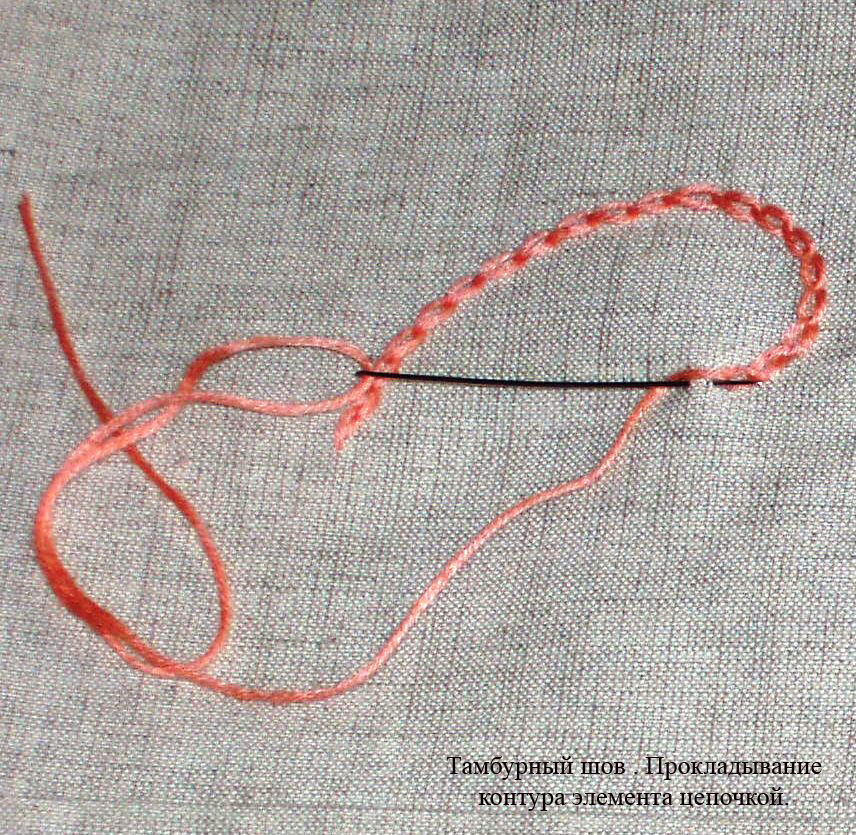 Тамбурный шов . Прокладывание
контура элемента цепочкой.